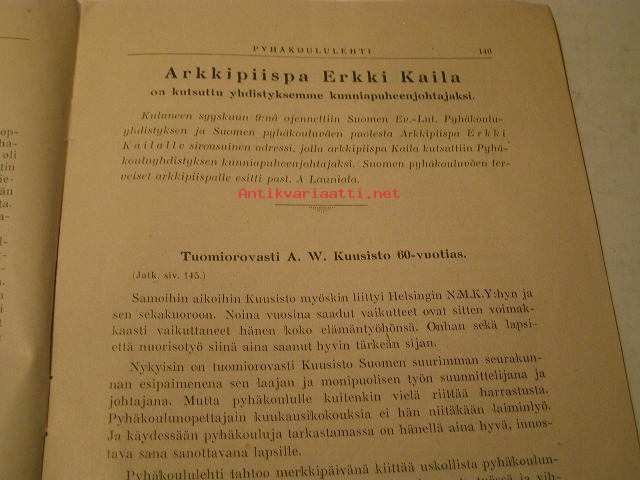 PYHÄKOULULEHTI 146
Arkkipiispa Erkki Kaila
on kutsuttu yhdistyksemme kunniapuheenjohtajaksi.
Kuluneen syyskuun 9:nä ojennettiin Suomen Ev.-Lut. Pyhäkoulu-
yhdistyksen ja Suomen pyhäkouluväen puolesta Arkkipiispa Erkki
Kailalle siromuinen adressi, jolla arkkipiispa Kaila kutsuttiin Pyhä-
kouluyhdistyksen kunniapuheenjohtajaksi. Suomen pyhäkouluväen ter-
veiset arkkipiispalle esitti past. A Launiala.
Antikvariaatti.net
Tuomiorovasti A. W. Kuusisto 60-vuotias.
(Jatk. siv. 145.)
Samoihin aikoihin Kuusisto myöskin liittyi Helsingin N:M.K.Y:hyn ja
sen sekakuoroon. Noina vuosina saadut vaikutteet ovat sitten voimak-
kaasti vaikuttaneet hänen koko elämäntyöhönsä. Onhan sekä lapsi-
että nuorisotyö siinä aina saanut hyvin tärkeän sijan.
Nykyisin on tuomiorovasti Kuusisto Suomen suurimman seurakun-
nan esipaimenena sen laajan ja monipuolisen työn suunnittelijana ja
johtajana. Mutta pyhäkoululle kuitenkin vielä riittää harrastusta.
Pyhäkoulunopettajain kuukausikokouksia ei hän niitäkään laiminlyö.
Ja käydessään pyhäkouluja tarkastamassa on hänellä aina hyvä, innos-
tava sana sanottavana lapsille.
Pyhäkoululehti tahtoo merkkipäivänä kiittää uskollista pyhäkoulun-